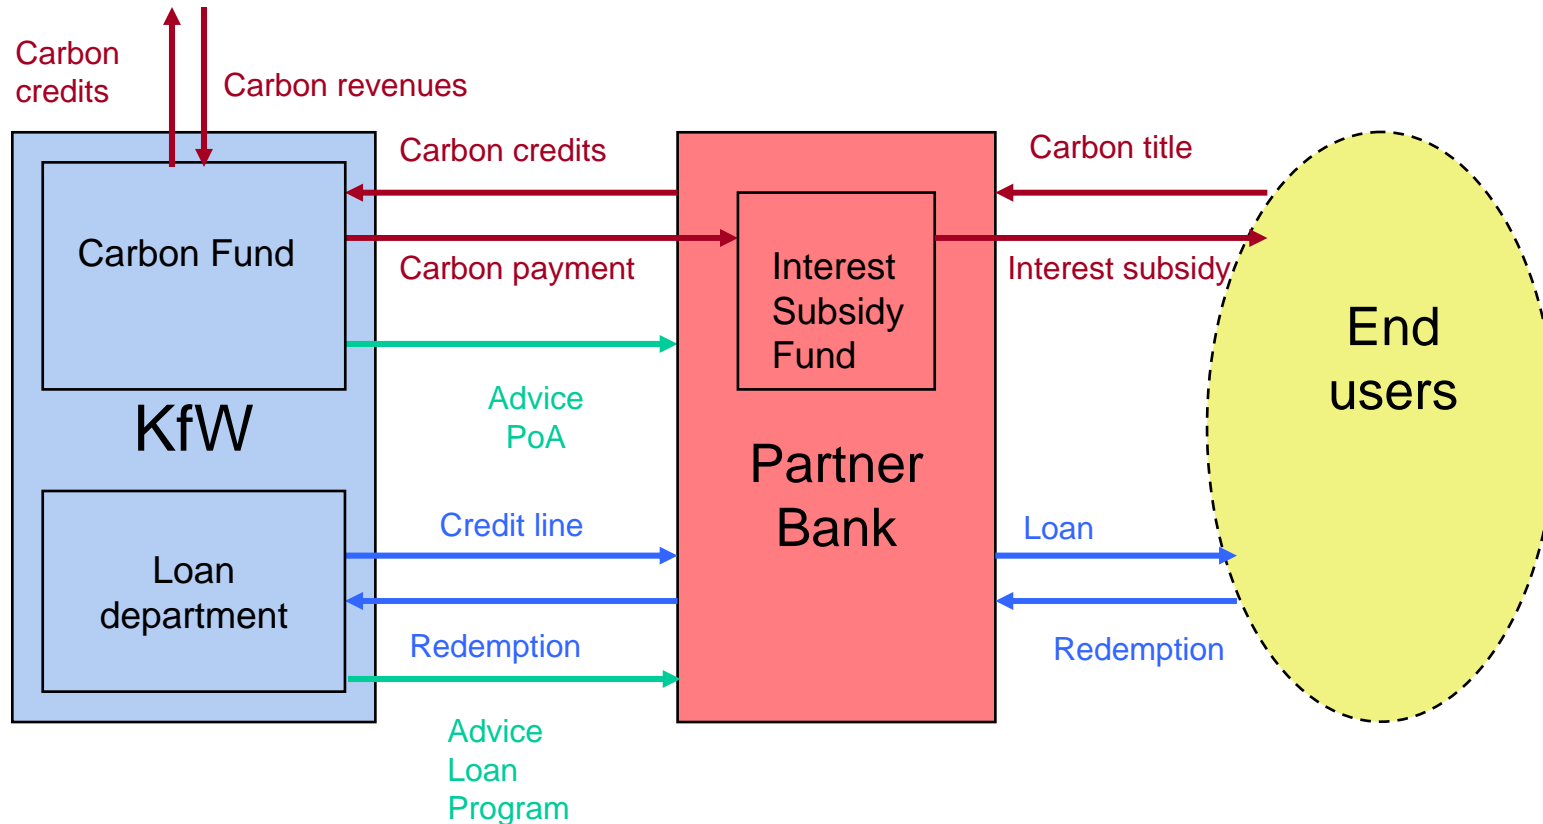 Carbon
credits
Carbon revenues
Carbon credits
Carbon title
Carbon Fund
Carbon payment
Interest
Subsidy
Fund
Interest subsidy
End
users
KfW
Advice
PoA
Partner
Bank
Credit line
Loan
Loan
department
Redemption
Redemption
Advice
Loan
Program